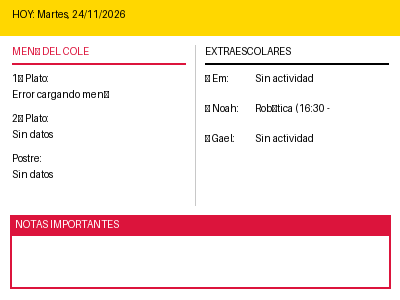 HOY: Martes, 24/11/2026
MEN▯ DEL COLE
1▯ Plato:
Error cargando men▯
2▯ Plato:
Sin datos
Postre:
Sin datos
EXTRAESCOLARES
▯ Em: Sin actividad
▯ Noah: Rob▯tica (16:30 -
▯ Gael: Sin actividad
NOTAS IMPORTANTES